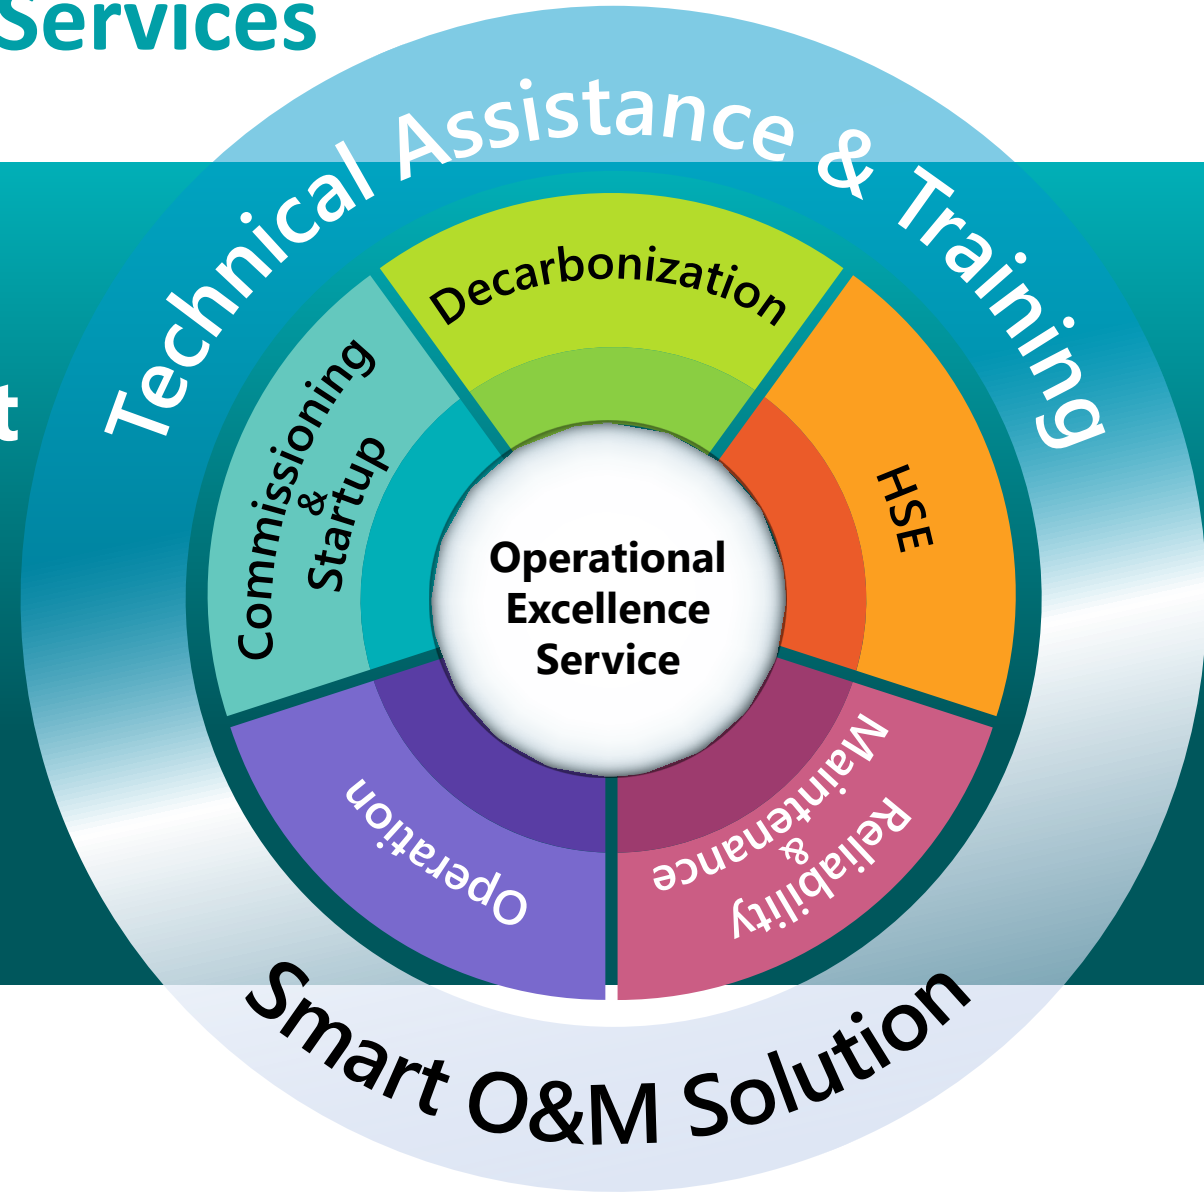 Services
Technical Assistance & Training
Decarbonization
Commissioning
&
Startup
HSE
t
Operational
Excellence
Service
Operation
Reliability
&
Maintenance
Smart O&M Solution